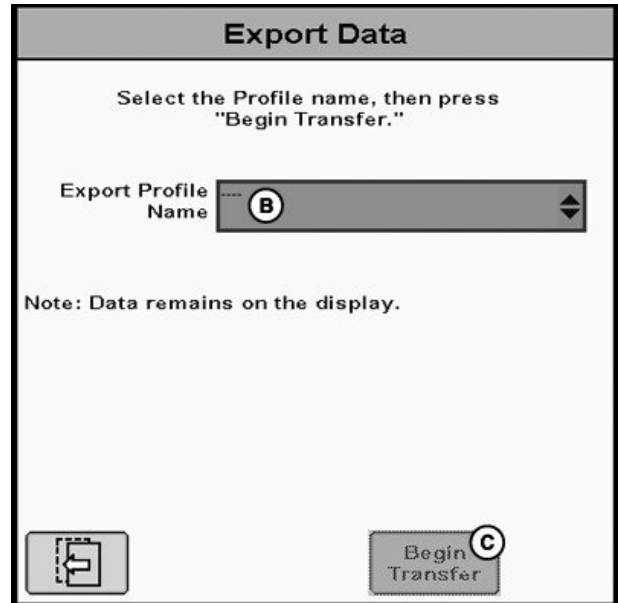 Export Data
Select the Profile name, then press
"Begin Transfer."
Export Profile
Name
---- B
Note: Data remains on the display.
Begin C
Transfer